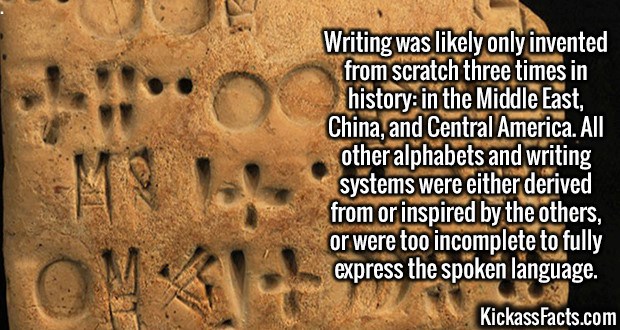 Writing was likely only invented
from scratch three times in
history: in the Middle East,
China, and Central America. All
other alphabets and writing
systems were either derived
from or inspired by the others,
or were too incomplete to fully
express the spoken language.
KickassFacts.com